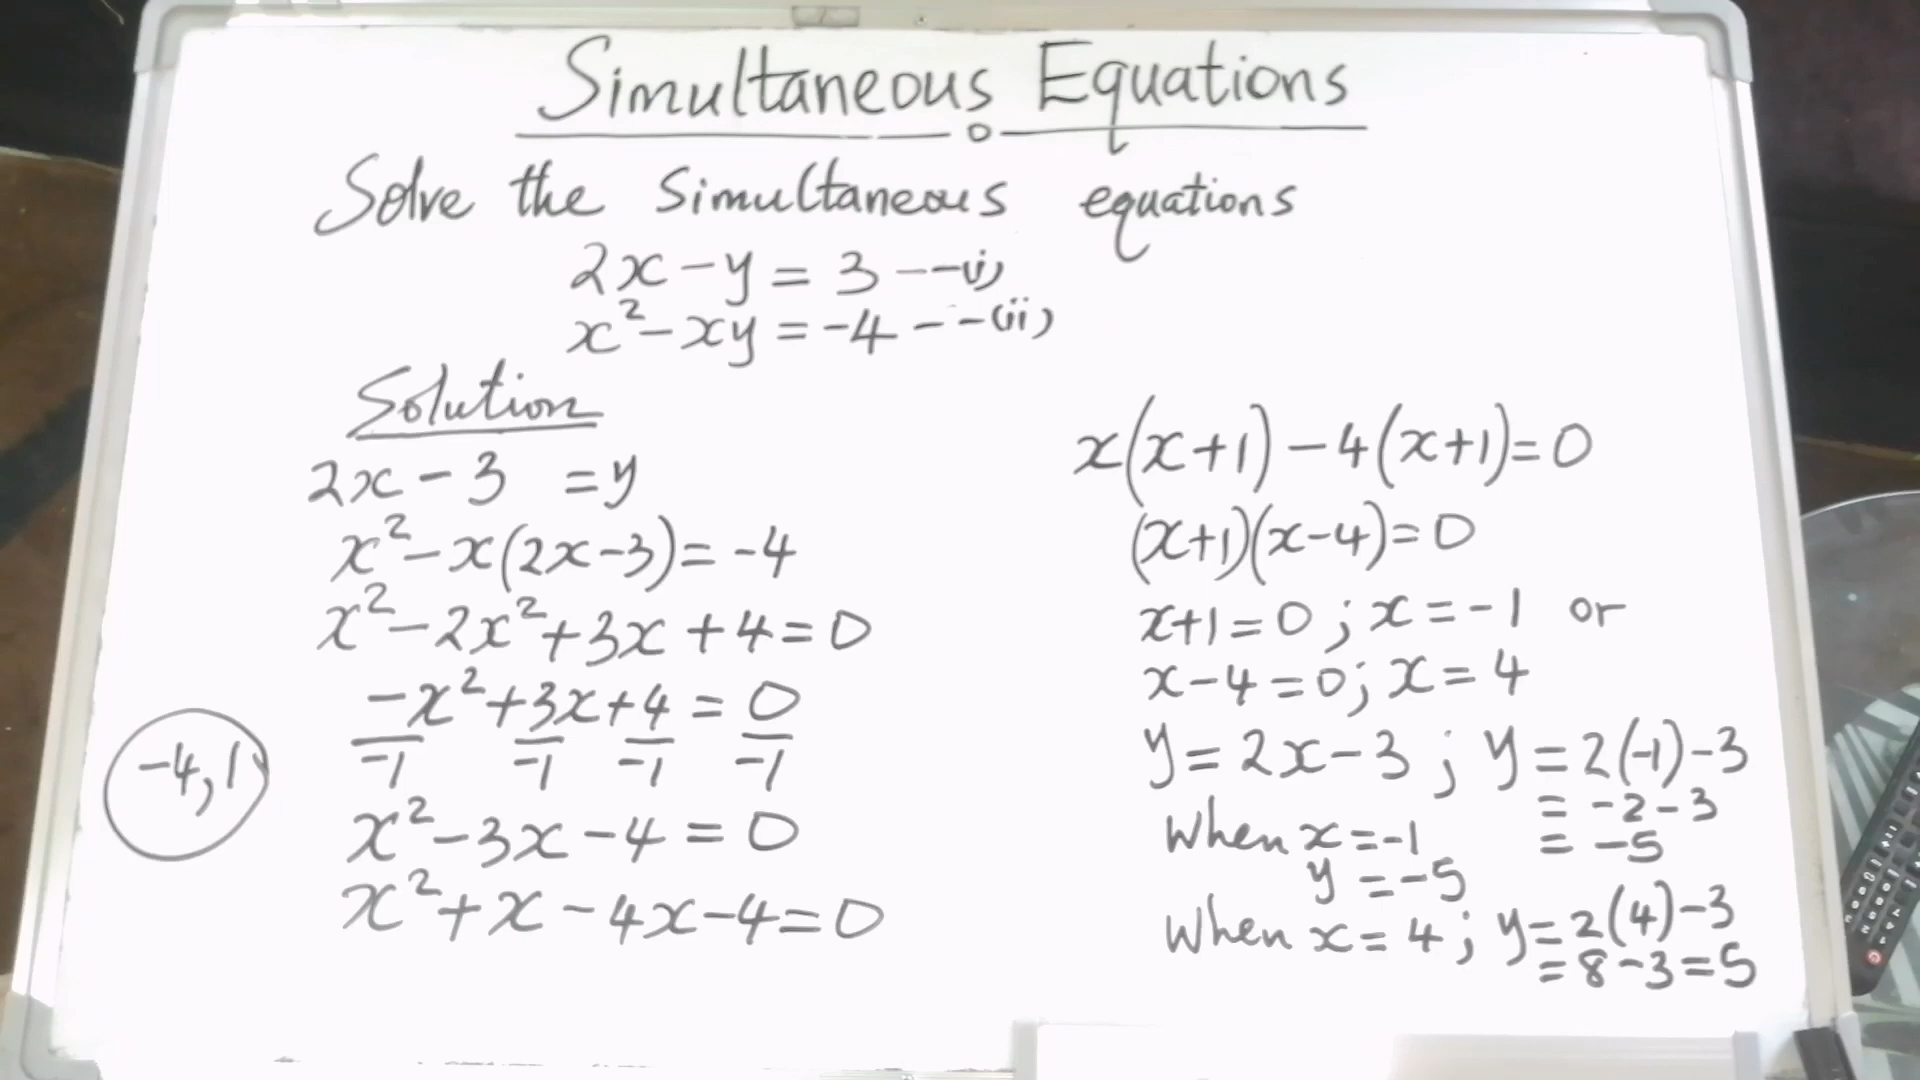 Simultaneous Equations
Solve the simultaneous equations
2x - y = 3 --(i)
x² - xy = -4 --(ii)
Solution
2x - 3 = y
x² - x(2x-3) = -4
x² - 2x² + 3x + 4 = 0
-x² + 3x + 4 = 0
-1 -1 -1 -1
-4, 1
x² - 3x - 4 = 0
x² + x - 4x - 4 = 0
x(x+1) - 4(x+1) = 0
(x+1)(x-4) = 0
x+1 = 0 ; x = -1 or
x - 4 = 0 ; x = 4
y = 2x - 3 ; y = 2(-1) - 3
= -2 - 3
When x = -1 = -5
y = -5
When x = 4 ; y = 2(4) - 3
= 8 - 3 = 5